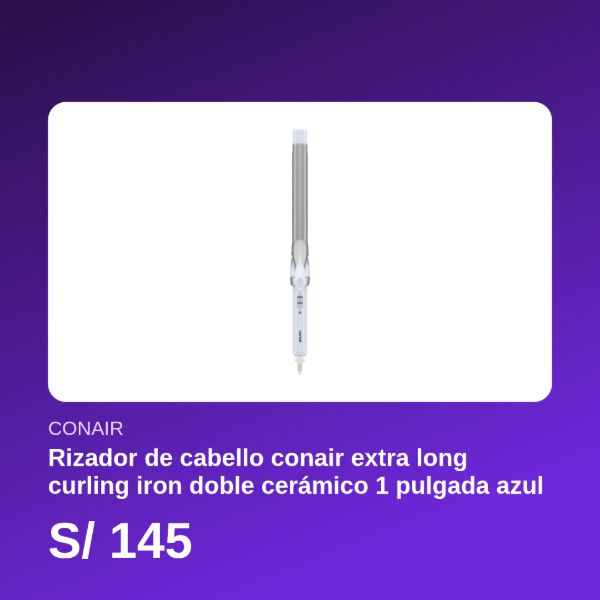 CONAIR
Rizador de cabello conair extra long
curling iron doble cerámico 1 pulgada azul
S/ 145